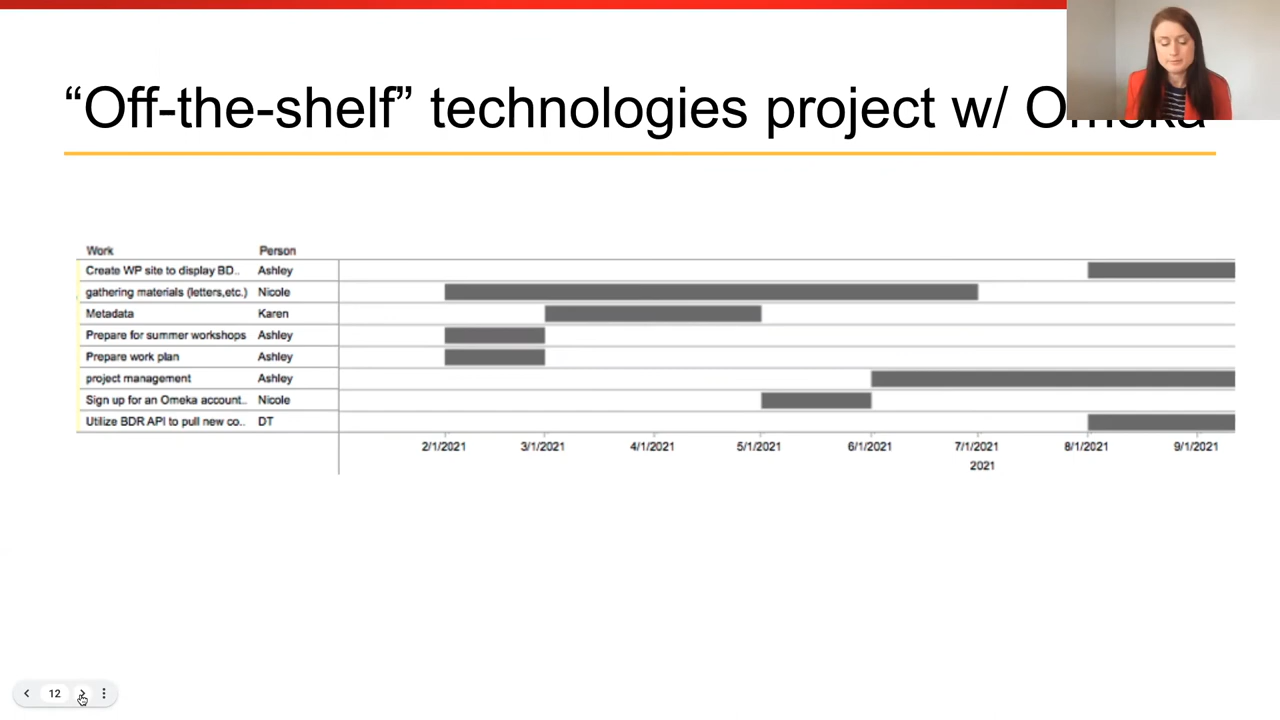 “Off-the-shelf” technologies project w/ Omeka
Work Person
Create WP site to display BD.. Ashley
gathering materials (letters,etc.) Nicole
Metadata Karen
Prepare for summer workshops Ashley
Prepare work plan Ashley
project management Ashley
Sign up for an Omeka account.. Nicole
Utilize BDR API to pull new co.. DT
2/1/2021 3/1/2021 4/1/2021 5/1/2021 6/1/2021 7/1/2021 8/1/2021 9/1/2021
2021
12